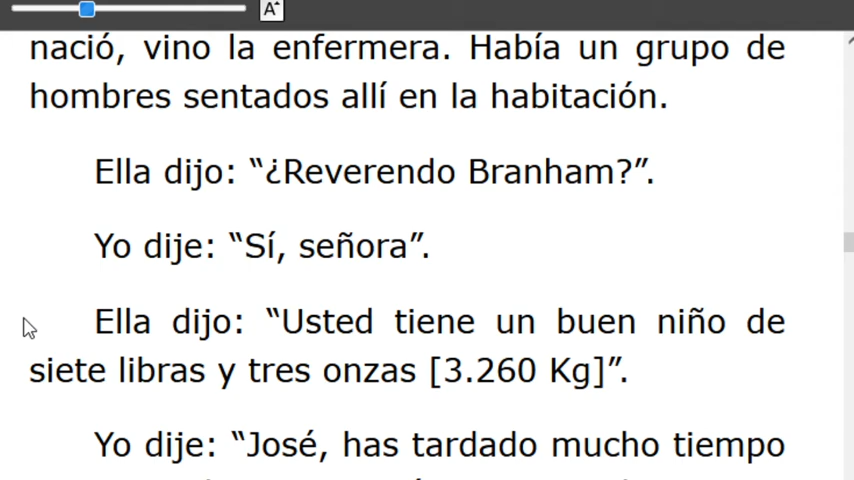 A
nació, vino la enfermera. Había un grupo de
hombres sentados allí en la habitación.
Ella dijo: “¿Reverendo Branham?”.
Yo dije: “Sí, señora”.
Ella dijo: “Usted tiene un buen niño de
siete libras y tres onzas [3.260 Kg]”.
Yo dije: “José, has tardado mucho tiempo